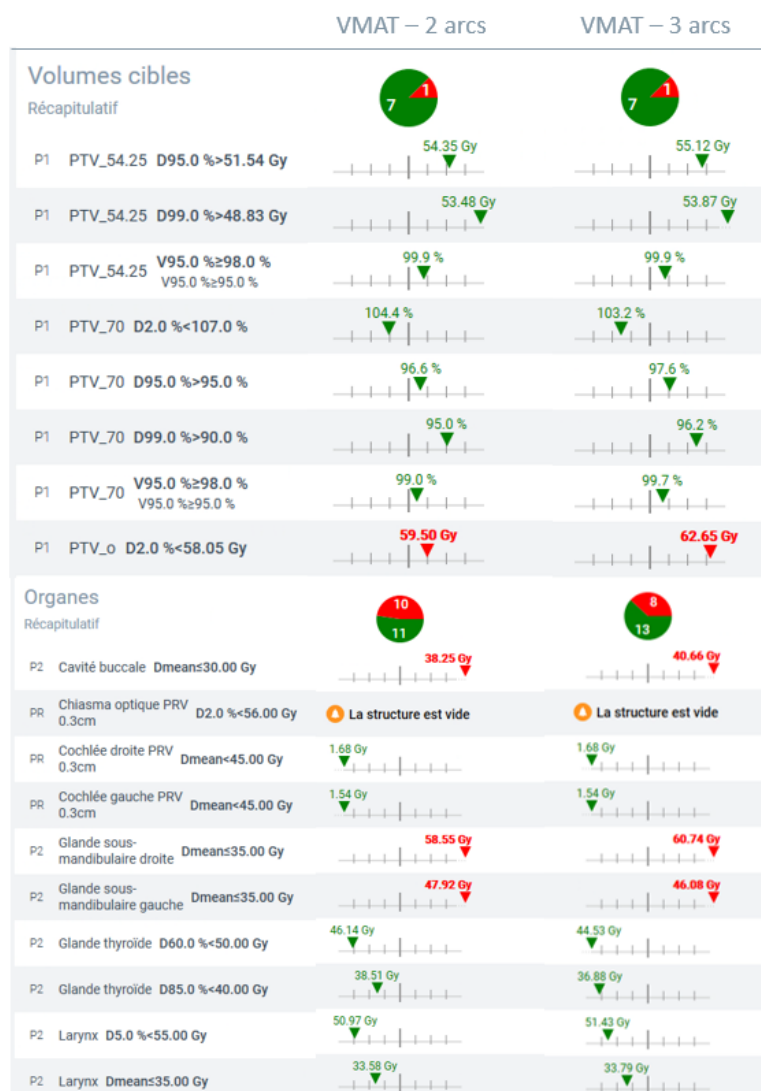 VMAT – 2 arcs VMAT – 3 arcs
Volumes cibles
Récapitulatif
7 1 7 1
P1 PTV_54.25 D95.0 %>51.54 Gy 54.35 Gy 55.12 Gy
P1 PTV_54.25 D99.0 %>48.83 Gy 53.48 Gy 53.87 Gy
P1 PTV_54.25 V95.0 %≥98.0 % 99.9 % 99.9 %
V95.0 %≥95.0 %
P1 PTV_70 D2.0 %<107.0 % 104.4 % 103.2 %
P1 PTV_70 D95.0 %>95.0 % 96.6 % 97.6 %
P1 PTV_70 D99.0 %>90.0 % 95.0 % 96.2 %
P1 PTV_70 V95.0 %≥98.0 % 99.0 % 99.7 %
V95.0 %≥95.0 %
P1 PTV_o D2.0 %<58.05 Gy 59.50 Gy 62.65 Gy
Organes
Récapitulatif
10 8
11 13
P2 Cavité buccale Dmean≤30.00 Gy 38.25 Gy 40.66 Gy
PR Chiasma optique PRV D2.0 %<56.00 Gy La structure est vide La structure est vide
0.3cm
PR Cochlée droite PRV Dmean<45.00 Gy 1.68 Gy 1.68 Gy
0.3cm
PR Cochlée gauche PRV Dmean<45.00 Gy 1.54 Gy 1.54 Gy
0.3cm
P2 Glande sous- Dmean≤35.00 Gy 58.55 Gy 60.74 Gy
mandibulaire droite
P2 Glande sous- Dmean≤35.00 Gy 47.92 Gy 46.08 Gy
mandibulaire gauche
P2 Glande thyroïde D60.0 %<50.00 Gy 46.14 Gy 44.53 Gy
P2 Glande thyroïde D85.0 %<40.00 Gy 38.51 Gy 36.88 Gy
P2 Larynx D5.0 %<55.00 Gy 50.97 Gy 51.43 Gy
P2 Larynx Dmean≤35.00 Gy 33.58 Gy 33.79 Gy